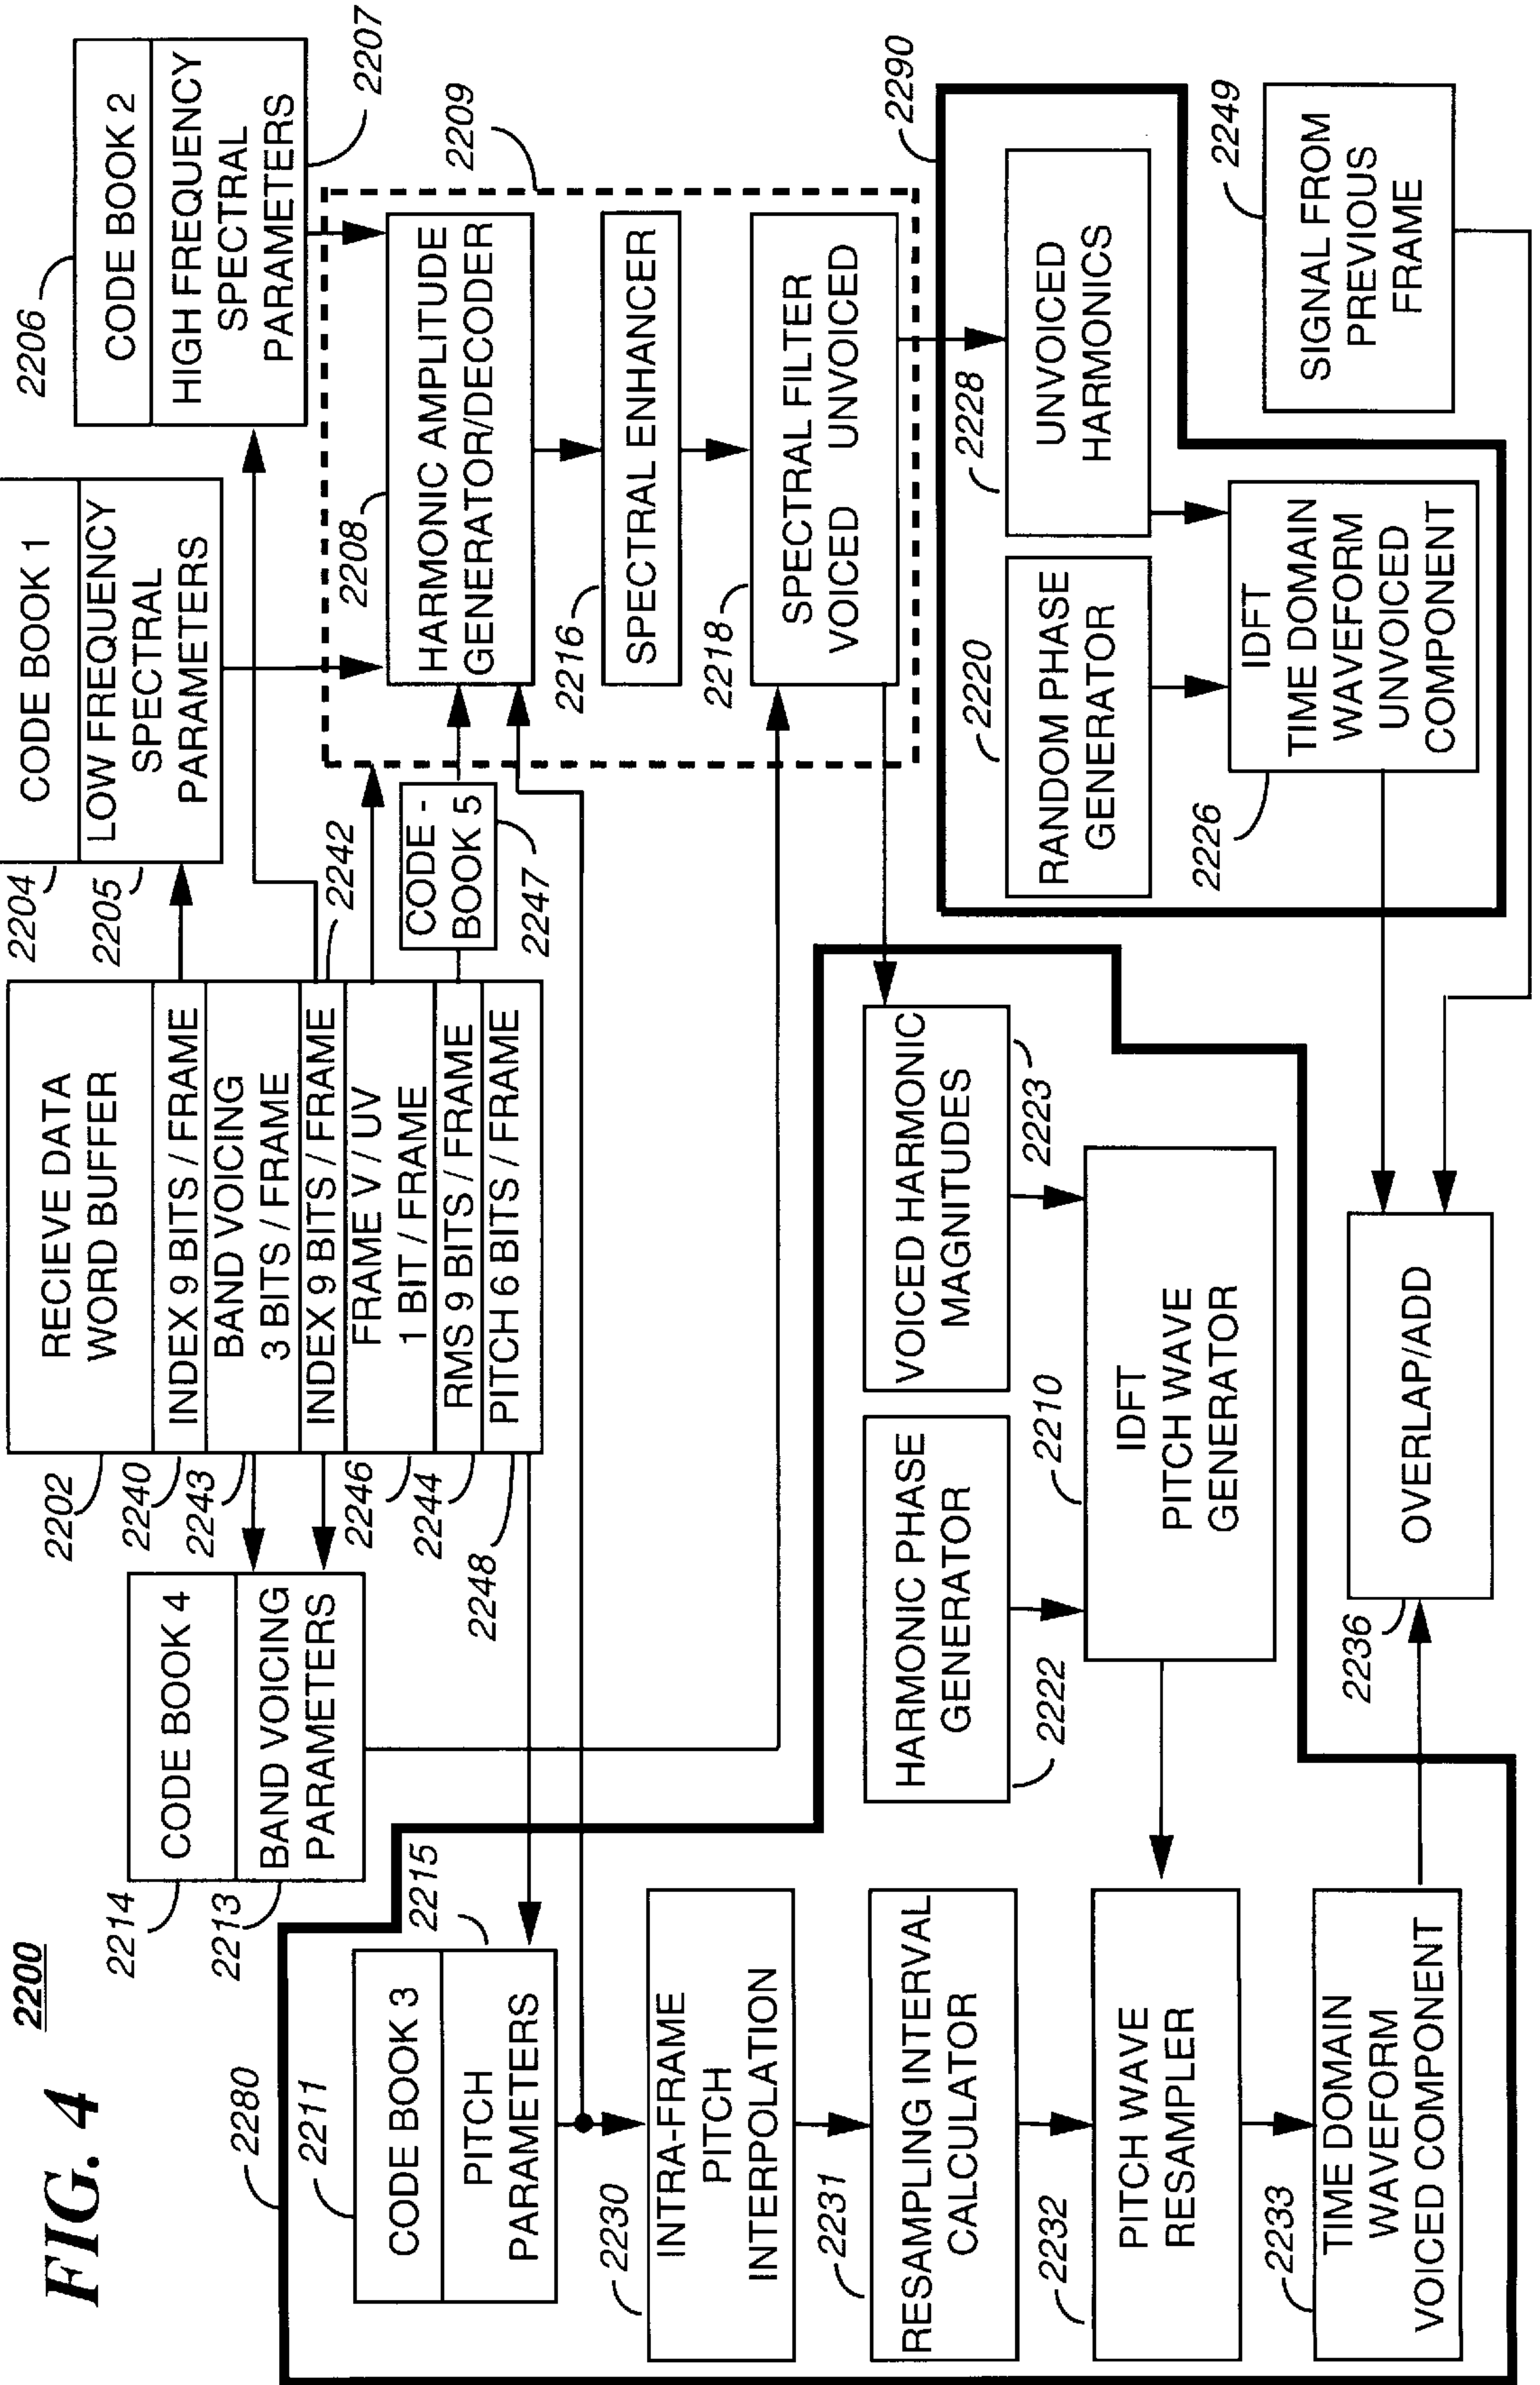 FIG. 4
2200
2280
2211
CODE BOOK 3
PITCH
PARAMETERS
2215
2230
INTRA-FRAME
PITCH
INTERPOLATION
2231
RESAMPLING INTERVAL
CALCULATOR
2232
PITCH WAVE
RESAMPLER
2233
TIME DOMAIN
WAVEFORM
VOICED COMPONENT
2214
CODE BOOK 4
2213
BAND VOICING
PARAMETERS
2202
RECIEVE DATA
WORD BUFFER
2240
INDEX 9 BITS / FRAME
2243
BAND VOICING
3 BITS / FRAME
INDEX 9 BITS / FRAME
2242
2246
FRAME V / UV
1 BIT / FRAME
2244
RMS 9 BITS / FRAME
2248
PITCH 6 BITS / FRAME
HARMONIC PHASE
GENERATOR
2222
VOICED HARMONIC
MAGNITUDES
2223
2210
IDFT
PITCH WAVE
GENERATOR
2236
OVERLAP/ADD
2204
CODE BOOK 1
2205
LOW FREQUENCY
SPECTRAL
PARAMETERS
2206
CODE BOOK 2
HIGH FREQUENCY
SPECTRAL
PARAMETERS
2207
CODE -
BOOK 5
2247
2208
2209
HARMONIC AMPLITUDE
GENERATOR/DECODER
2216
SPECTRAL ENHANCER
2218
SPECTRAL FILTER
VOICED UNVOICED
2290
2220
RANDOM PHASE
GENERATOR
2228
UNVOICED
HARMONICS
2226
IDFT
TIME DOMAIN
WAVEFORM
UNVOICED
COMPONENT
2249
SIGNAL FROM
PREVIOUS
FRAME